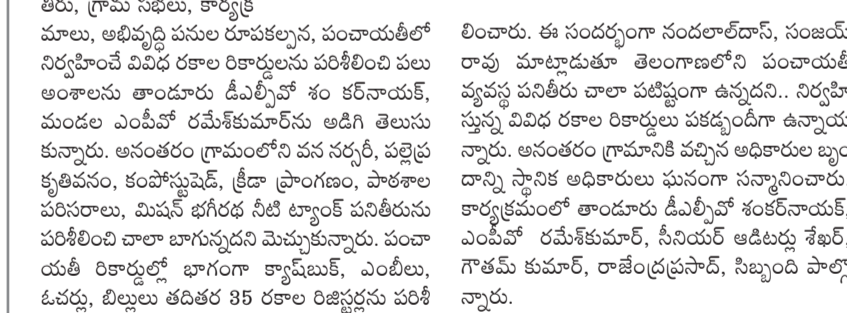 తీరు, గ్రామ సభలు, కార్యక్ర
మాలు, అభివృద్ధి పనుల రూపకల్పన, పంచాయతీలో
నిర్వహించే వివిధ రకాల రికార్డులను పరిశీలించి పలు
అంశాలను తాండూరు డీఎల్పీవో శం కర్‌నాయక్,
మండల ఎంపీవో రమేశ్‌కుమార్‌ను అడిగి తెలుసు
కున్నారు. అనంతరం గ్రామంలోని వన నర్సరీ, పల్లెప్ర
కృతివనం, కంపోస్టుషెడ్, క్రీడా ప్రాంగణం, పాఠశాల
పరిసరాలు, మిషన్ భగీరథ నీటి ట్యాంక్ పనితీరును
పరిశీలించి చాలా బాగున్నదని మెచ్చుకున్నారు. పంచా
యతీ రికార్డుల్లో భాగంగా క్యాష్‌బుక్, ఎంబీలు,
ఓచర్లు, బిల్లులు తదితర 35 రకాల రిజిస్టర్లను పరిశీ
లించారు. ఈ సందర్భంగా నందలాల్‌దాస్, సంజయ్
రావు మాట్లాడుతూ తెలంగాణలోని పంచాయతీ
వ్యవస్థ పనితీరు చాలా పటిష్టంగా ఉన్నదని.. నిర్వహి
స్తున్న వివిధ రకాల రికార్డులు పకడ్బందీగా ఉన్నాయ
న్నారు. అనంతరం గ్రామానికి వచ్చిన అధికారుల బృం
దాన్ని స్థానిక అధికారులు ఘనంగా సన్మానించారు
కార్యక్రమంలో తాండూరు డీఎల్పీవో శంకర్‌నాయక్,
ఎంపీవో రమేశ్‌కుమార్, సీనియర్ ఆడిటర్లు శేఖర్,
గౌతమ్ కుమార్, రాజేంద్రప్రసాద్, సిబ్బంది పాల్గొ
న్నారు.